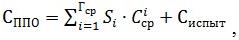 С_ППО = ∑_{i=1}^{Г_ср} S_i · C_ср^i + С_испыт ,